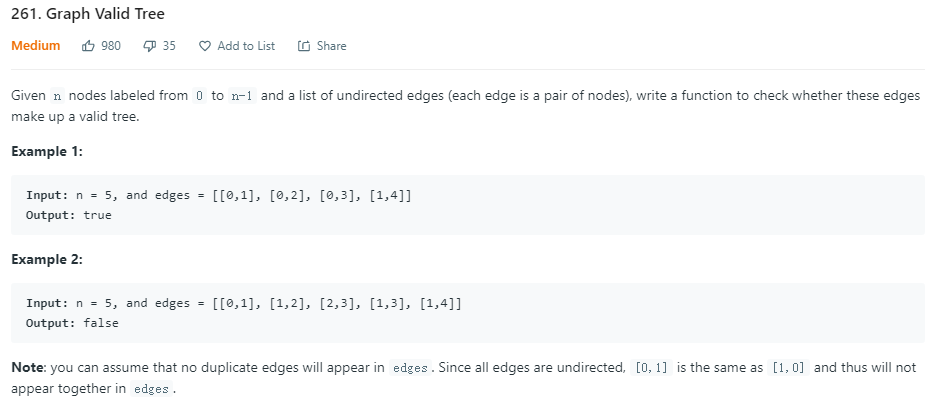 261. Graph Valid Tree
Medium 980 35 Add to List Share
Given n nodes labeled from 0 to n-1 and a list of undirected edges (each edge is a pair of nodes), write a function to check whether these edges
make up a valid tree.
Example 1:
Input: n = 5, and edges = [[0,1], [0,2], [0,3], [1,4]]
Output: true
Example 2:
Input: n = 5, and edges = [[0,1], [1,2], [2,3], [1,3], [1,4]]
Output: false
Note: you can assume that no duplicate edges will appear in edges. Since all edges are undirected, [0,1] is the same as [1,0] and thus will not
appear together in edges.